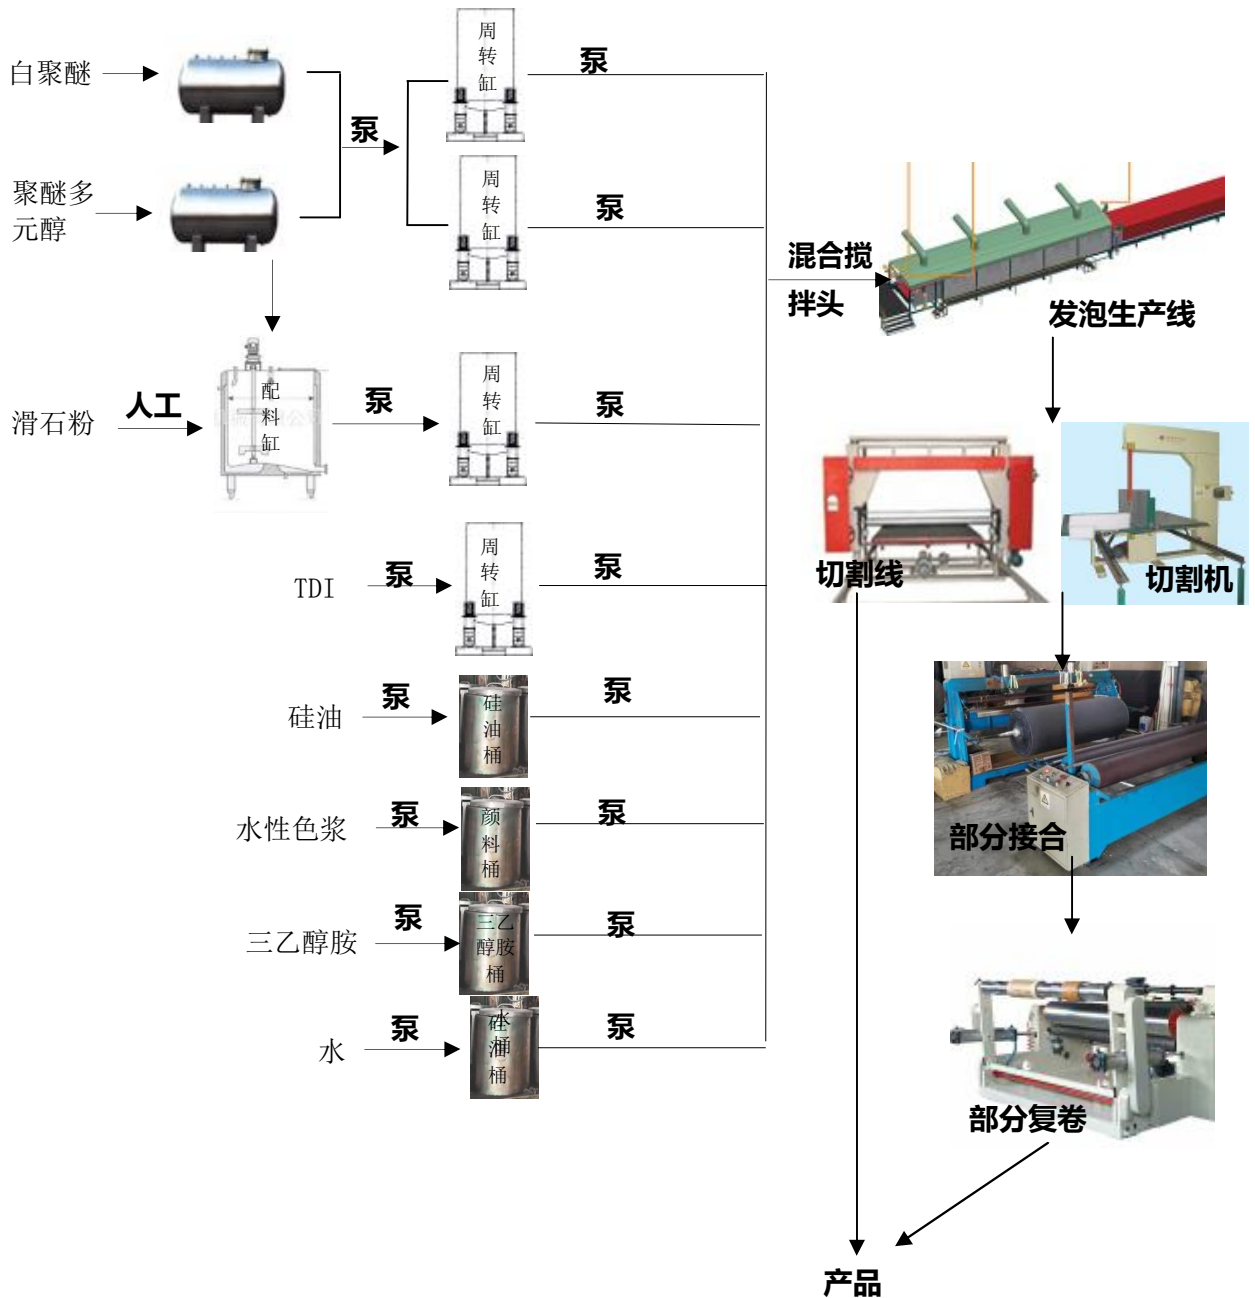 白聚醚
泵
周转缸
泵
聚醚多
元醇
周转缸
泵
混合搅
拌头
发泡生产线
滑石粉
人工
配料缸
泵
周转缸
泵
切割线
切割机
TDI
泵
周转缸
泵
硅油
泵
硅油桶
泵
水性色浆
泵
颜料桶
泵
部分接合
三乙醇胺
泵
三乙
醇胺
桶
泵
水
泵
水桶
硅油桶
泵
部分复卷
产品